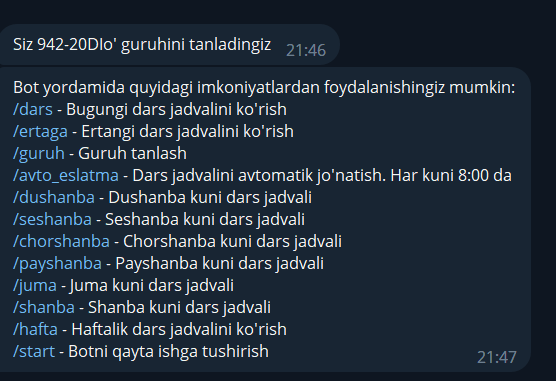 Siz 942-20DIo' guruhini tanladingiz
21:46
Bot yordamida quyidagi imkoniyatlardan foydalanishingiz mumkin:
/dars - Bugungi dars jadvalini ko'rish
/ertaga - Ertangi dars jadvalini ko'rish
/guruh - Guruh tanlash
/avto_eslatma - Dars jadvalini avtomatik jo'natish. Har kuni 8:00 da
/dushanba - Dushanba kuni dars jadvali
/seshanba - Seshanba kuni dars jadvali
/chorshanba - Chorshanba kuni dars jadvali
/payshanba - Payshanba kuni dars jadvali
/juma - Juma kuni dars jadvali
/shanba - Shanba kuni dars jadvali
/hafta - Haftalik dars jadvalini ko'rish
/start - Botni qayta ishga tushirish
21:47